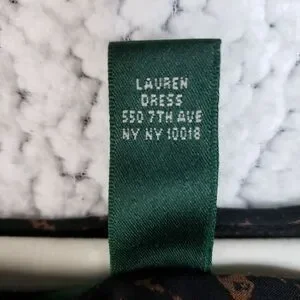 LAUREN
DRESS
550 7TH AVE
NY NY 10018